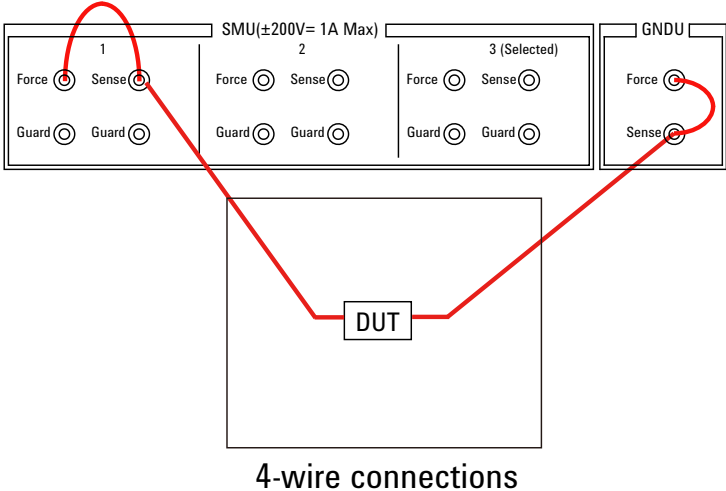 SMU(±200V= 1A Max)
GNDU
1
2
3 (Selected)
Force Sense Force Sense Force Sense Force
Guard Guard Guard Guard Guard Guard Sense
DUT
4-wire connections